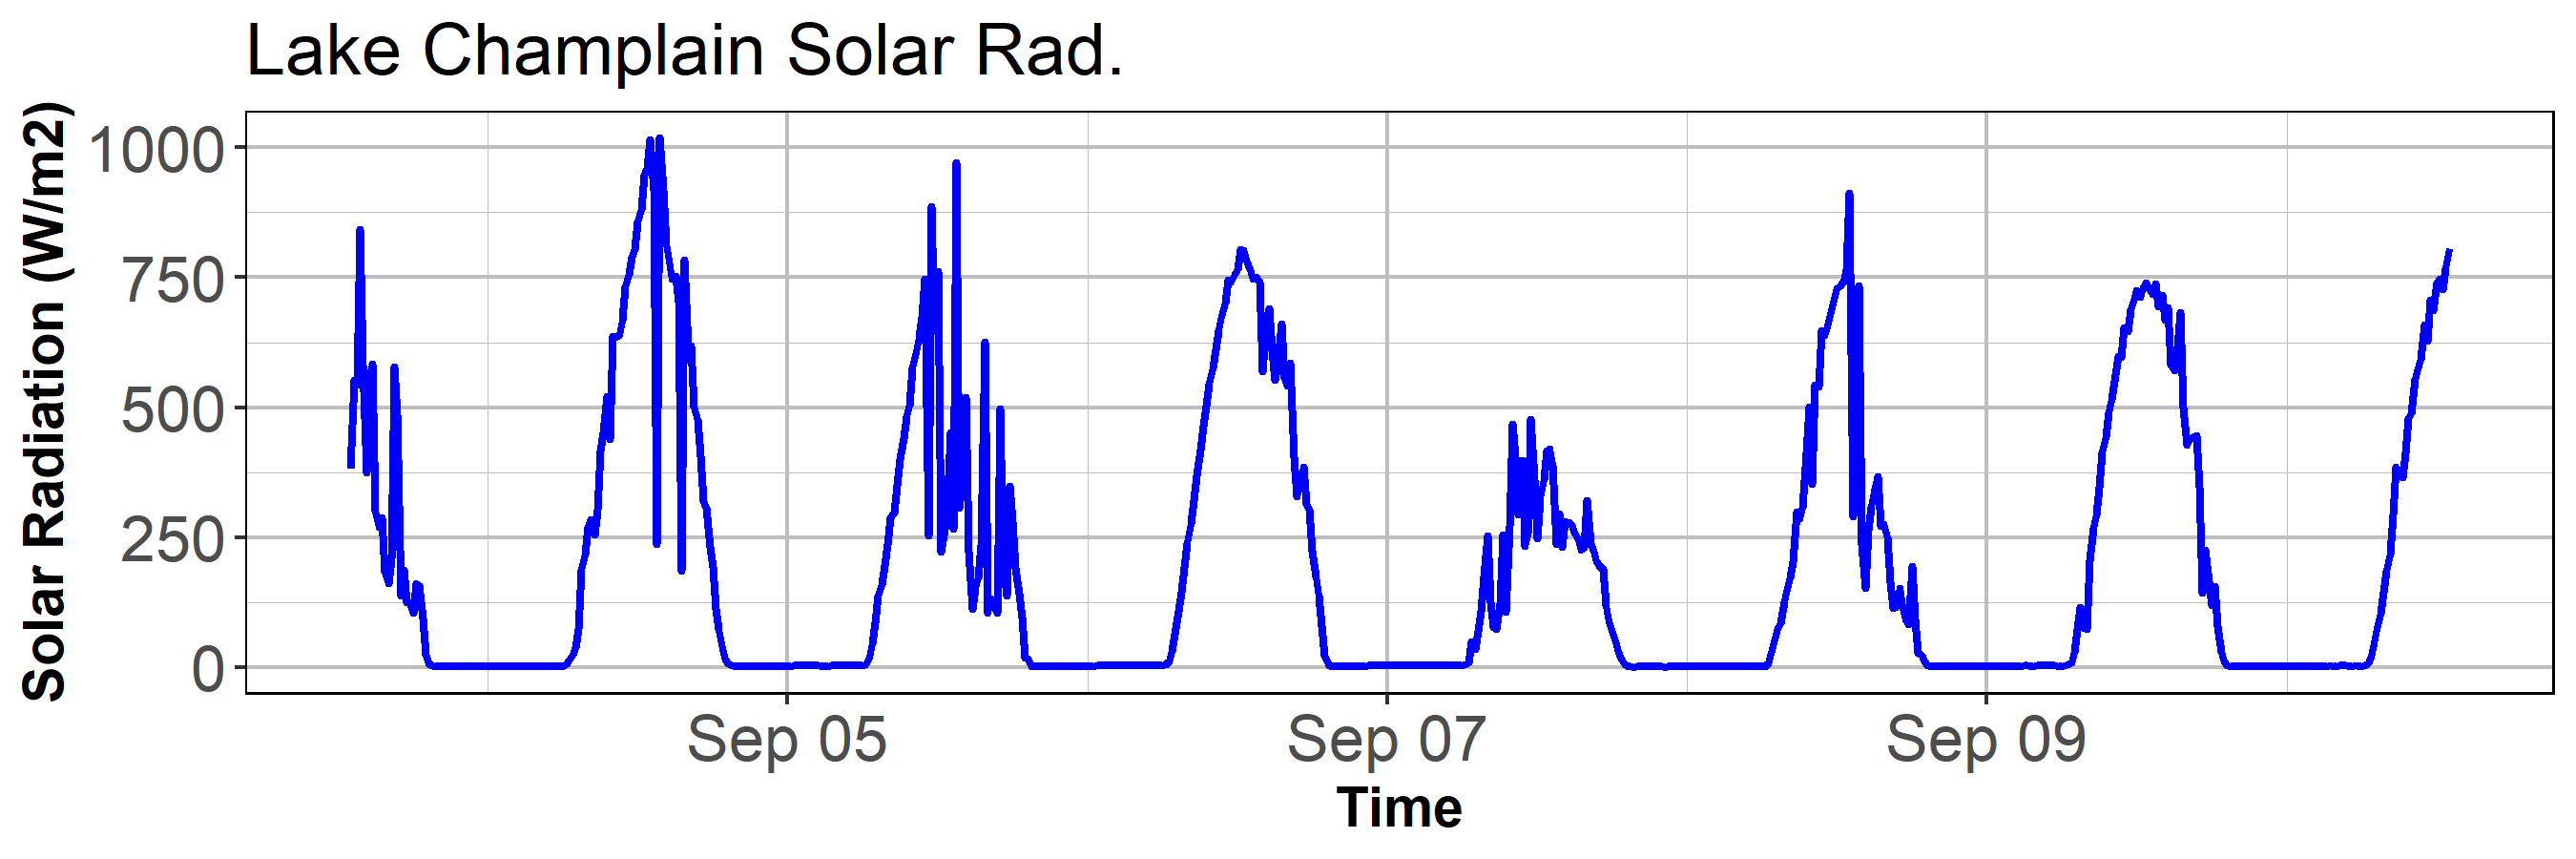 Lake Champlain Solar Rad.
Solar Radiation (W/m2)
1000
750
500
250
0
Sep 05 Sep 07 Sep 09
Time